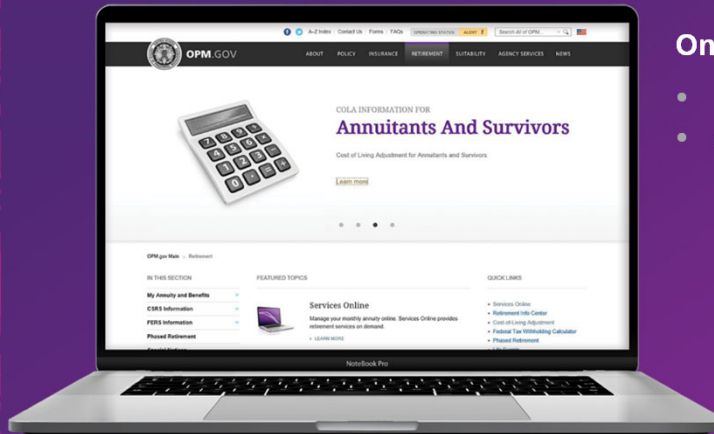 On
A-Z Index Contact Us Forms FAQs OPERATING STATUS ALERT Search All of OPM...
OPM.GOV ABOUT POLICY INSURANCE RETIREMENT SUITABILITY AGENCY SERVICES NEWS
COLA INFORMATION FOR
Annuitants And Survivors
Cost of Living Adjustment for Annuitants and Survivors
Learn more
OPM.gov Main Retirement
IN THIS SECTION
My Annuity and Benefits
CSRS Information
FERS Information
Phased Retirement
FEATURED TOPICS
Services Online
Manage your monthly annuity online. Services Online provides
retirement services on demand.
LEARN MORE
QUICK LINKS
Services Online
Retirement Info Center
Cost-of-Living Adjustment
Federal Tax Withholding Calculator
Phased Retirement
NoteBook Pro